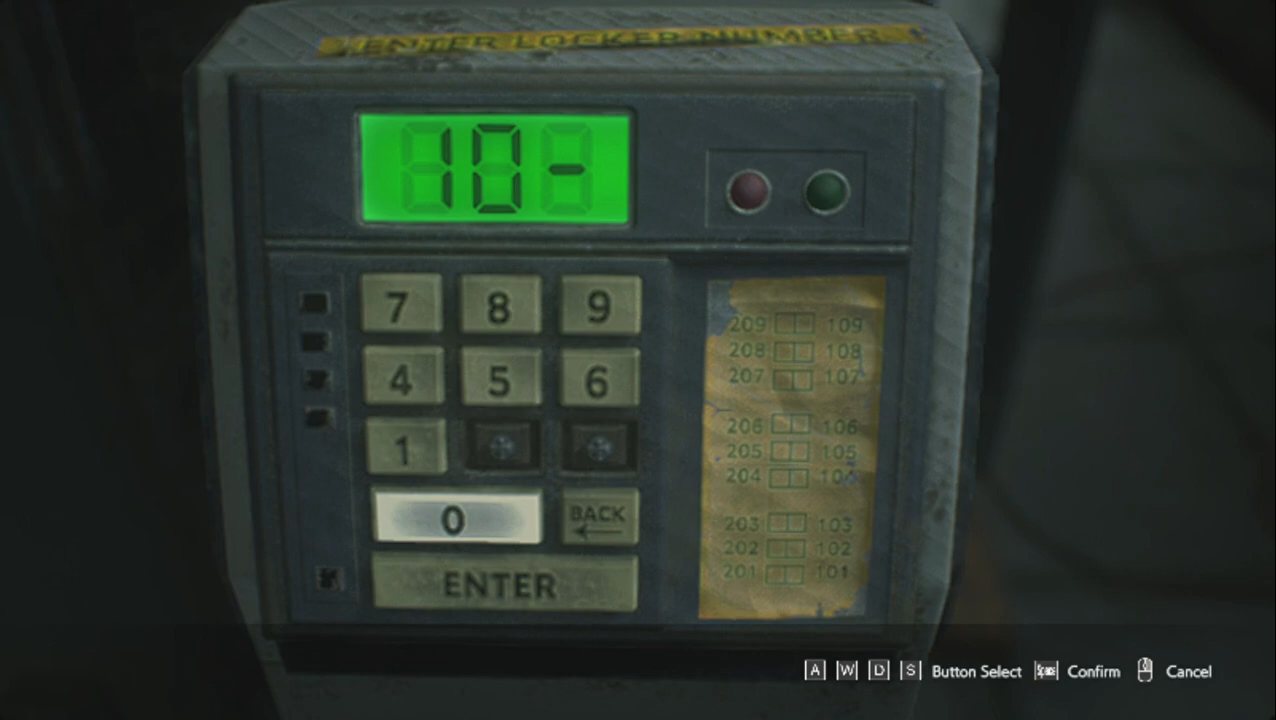 ENTER LOCKER NUMBER
10-
7 8 9
4 5 6
1
0 BACK
ENTER
209 109
208 108
207 107
206 106
205 105
204
203 103
202 102
201 101
A W D S Button Select Confirm Cancel